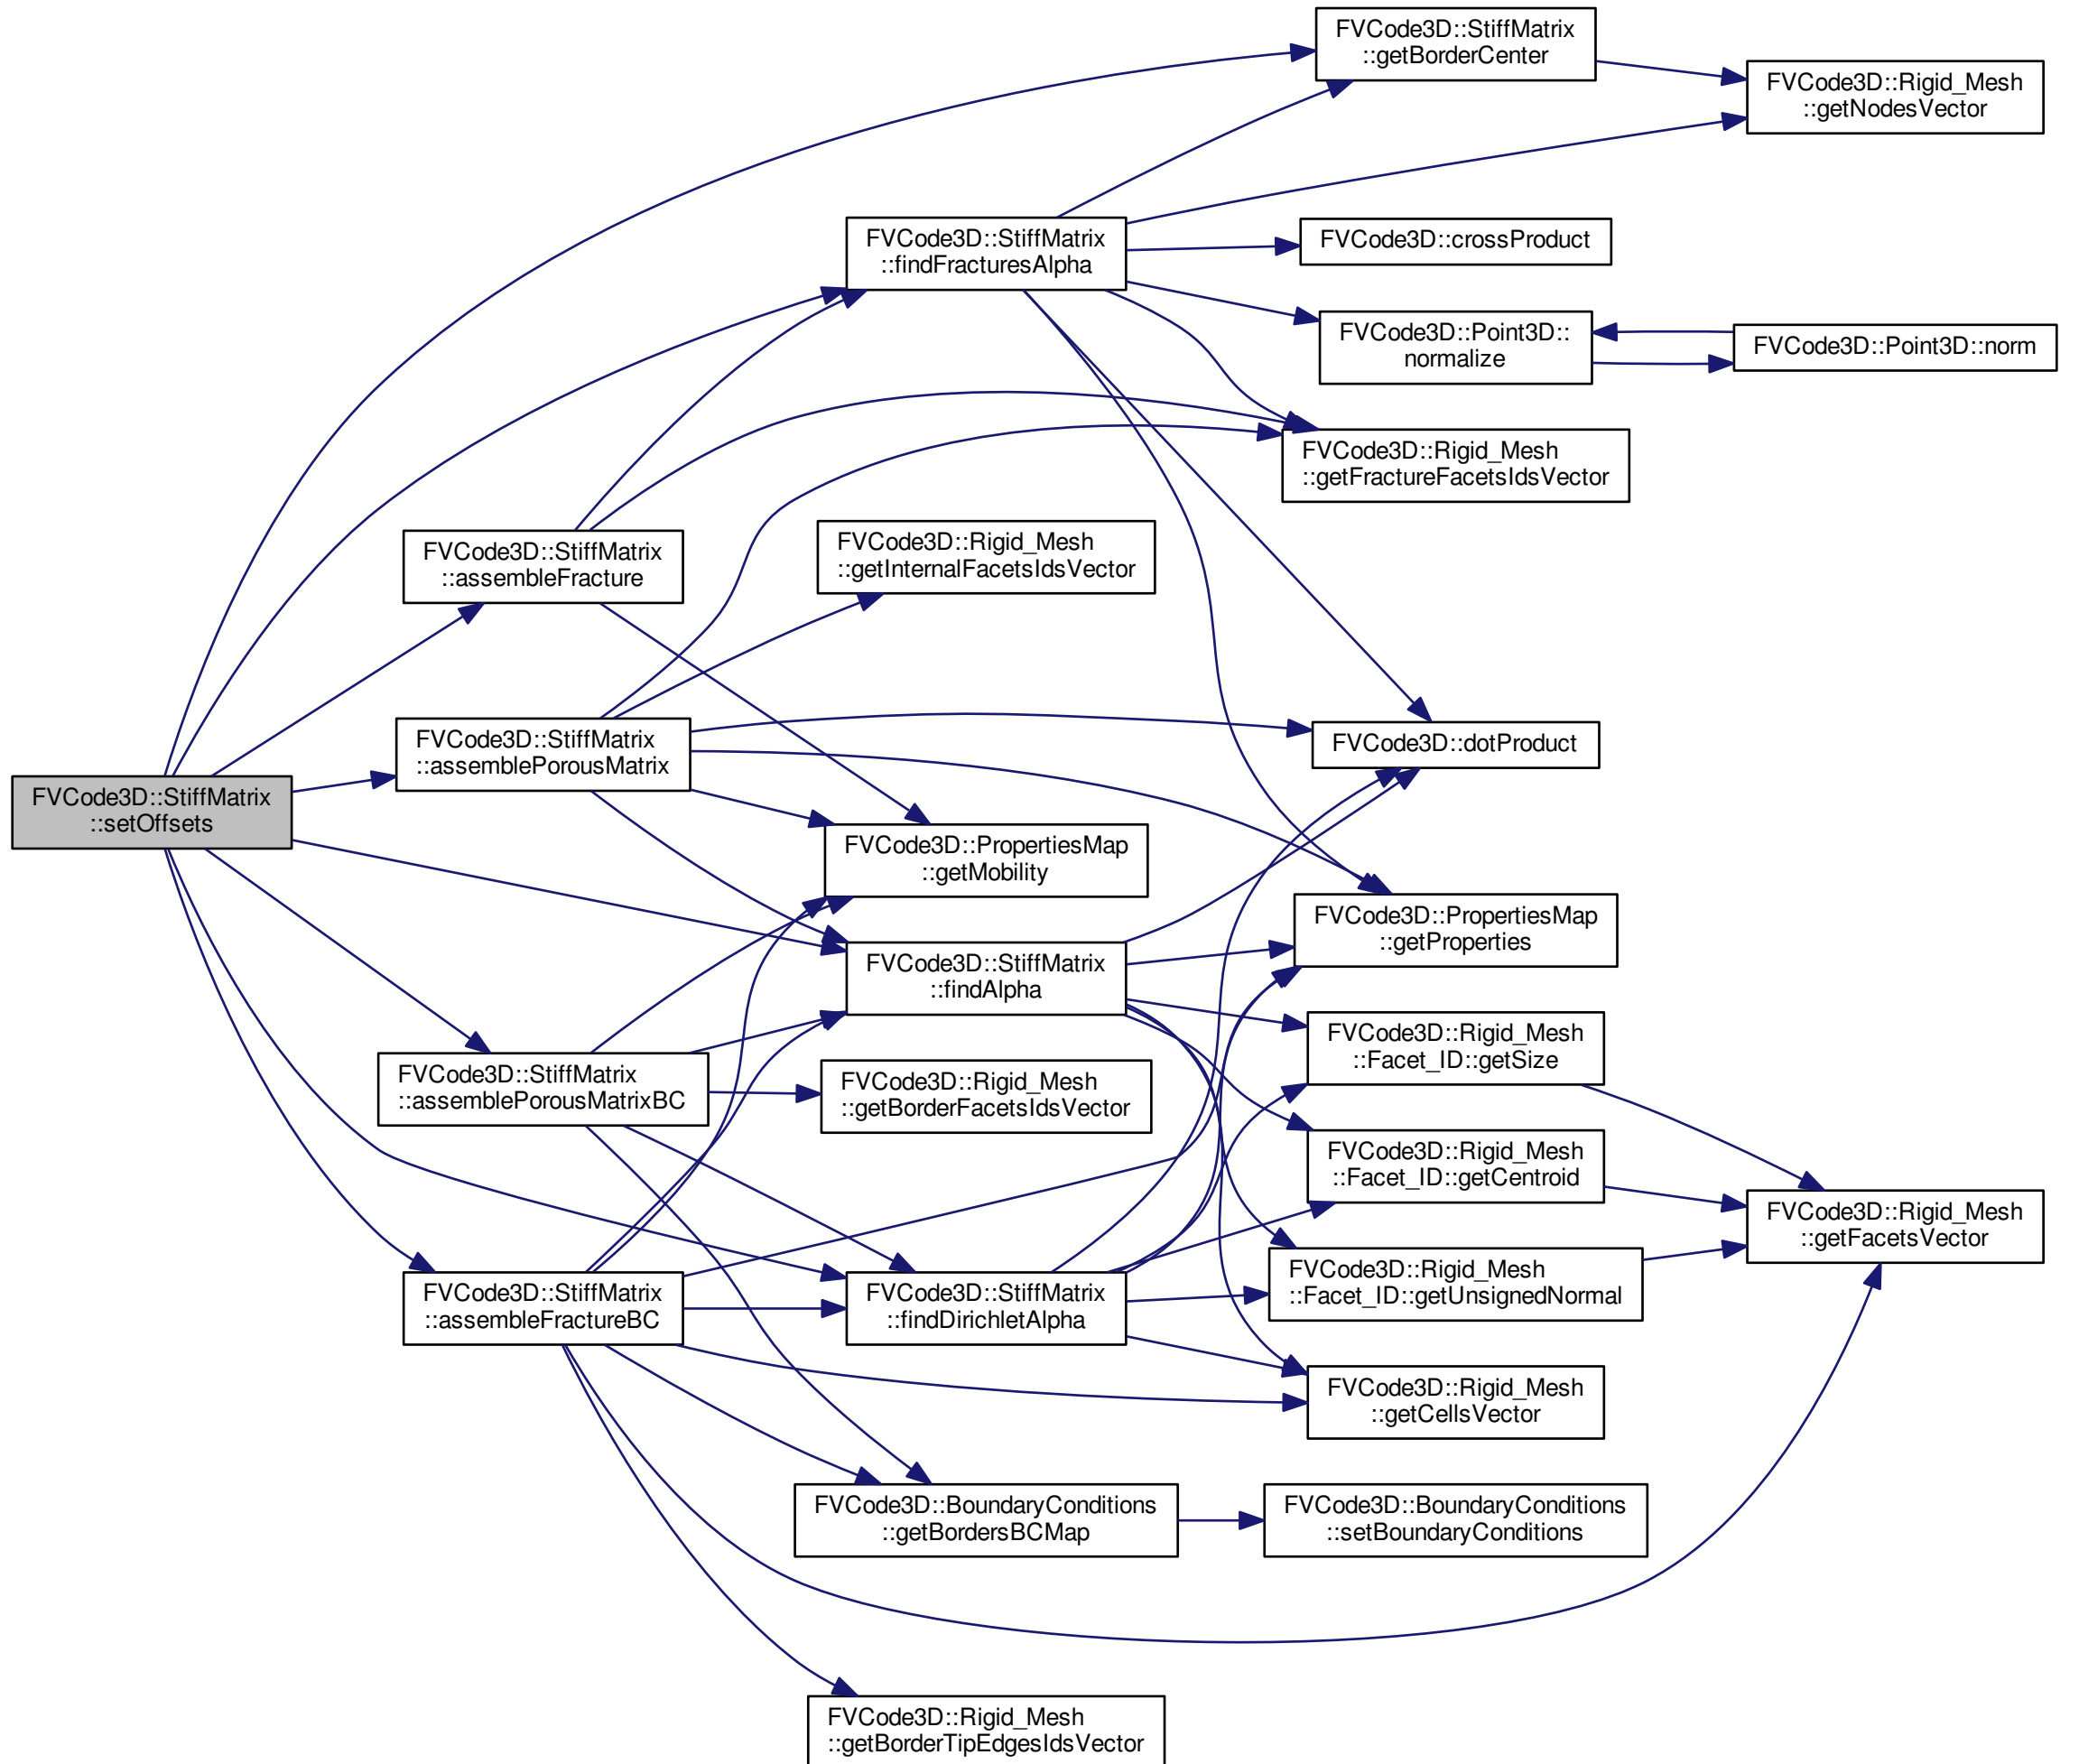 FVCode3D::StiffMatrix
::getBorderCenter
FVCode3D::Rigid_Mesh
::getNodesVector
FVCode3D::StiffMatrix
::findFracturesAlpha
FVCode3D::crossProduct
FVCode3D::Point3D::
normalize
FVCode3D::Point3D::norm
FVCode3D::Rigid_Mesh
::getFractureFacetsIdsVector
FVCode3D::StiffMatrix
::assembleFracture
FVCode3D::Rigid_Mesh
::getInternalFacetsIdsVector
FVCode3D::StiffMatrix
::assemblePorousMatrix
FVCode3D::dotProduct
FVCode3D::StiffMatrix
::setOffsets
FVCode3D::PropertiesMap
::getMobility
FVCode3D::PropertiesMap
::getProperties
FVCode3D::StiffMatrix
::findAlpha
FVCode3D::Rigid_Mesh
::Facet_ID::getSize
FVCode3D::StiffMatrix
::assemblePorousMatrixBC
FVCode3D::Rigid_Mesh
::getBorderFacetsIdsVector
FVCode3D::Rigid_Mesh
::Facet_ID::getCentroid
FVCode3D::Rigid_Mesh
::getFacetsVector
FVCode3D::Rigid_Mesh
::Facet_ID::getUnsignedNormal
FVCode3D::StiffMatrix
::assembleFractureBC
FVCode3D::StiffMatrix
::findDirichletAlpha
FVCode3D::Rigid_Mesh
::getCellsVector
FVCode3D::BoundaryConditions
::getBordersBCMap
FVCode3D::BoundaryConditions
::setBoundaryConditions
FVCode3D::Rigid_Mesh
::getBorderTipEdgesIdsVector